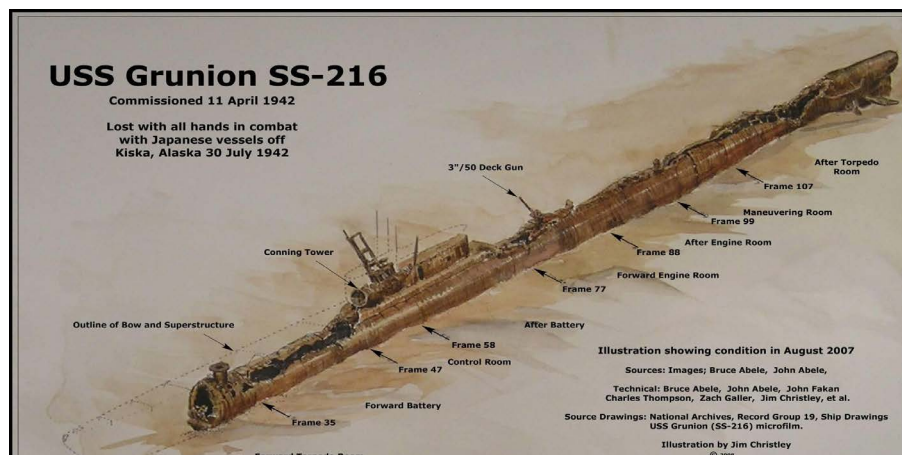 USS Grunion SS-216
Commissioned 11 April 1942
Lost with all hands in combat
with Japanese vessels off
Kiska, Alaska 30 July 1942
3"/50 Deck Gun
After Torpedo
Room
Frame 107
Maneuvering Room
Frame 99
After Engine Room
Frame 88
Conning Tower
Forward Engine Room
Frame 77
Outline of Bow and Superstructure
After Battery
Frame 58
Control Room
Frame 47
Forward Battery
Frame 35
Illustration showing condition in August 2007
Sources: Images; Bruce Abele, John Abele,
Technical: Bruce Abele, John Abele, John Fakan
Charles Thompson, Zach Galier, Jim Christley, et al.
Source Drawings: National Archives, Record Group 19, Ship Drawings
USS Grunion (SS-216) microfilm.
Illustration by Jim Christley